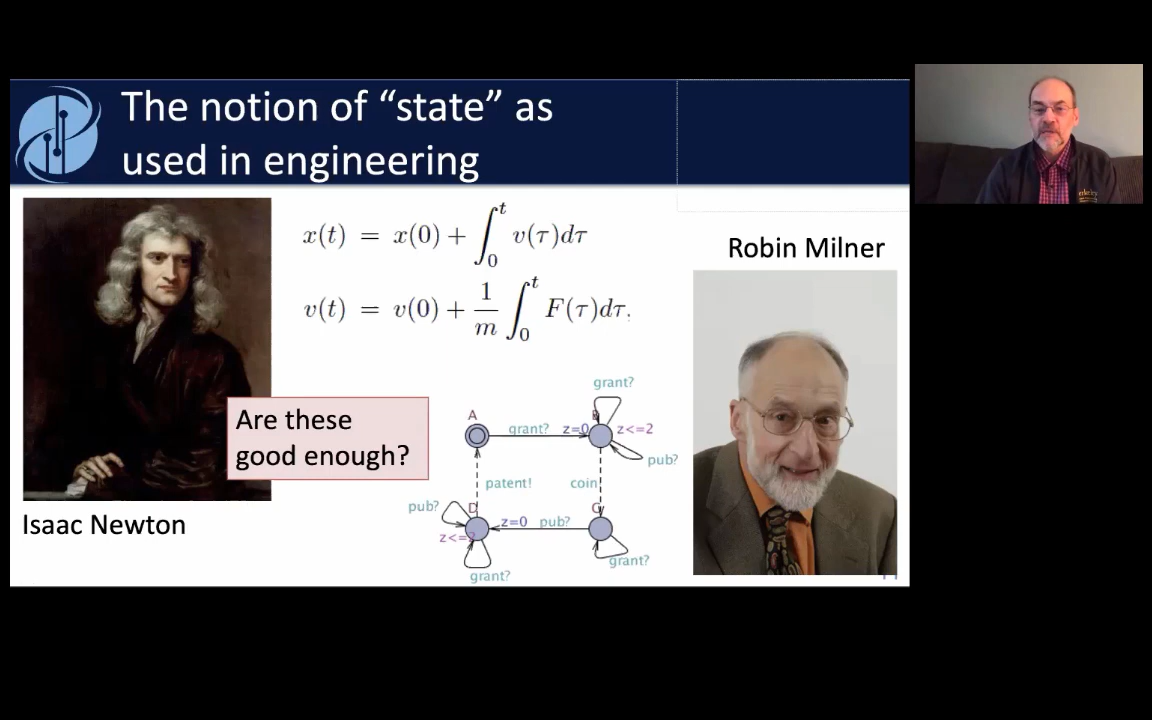 The notion of “state” as
used in engineering
x(t) = x(0) + ∫₀ᵗ v(τ)dτ
v(t) = v(0) + 1/m ∫₀ᵗ F(τ)dτ.
Robin Milner
Are these
good enough?
Isaac Newton
grant?
A
B
grant?
z=0
z<=2
pub?
patent!
coin
pub?
D
C
z=0
pub?
z<=
grant?
grant?